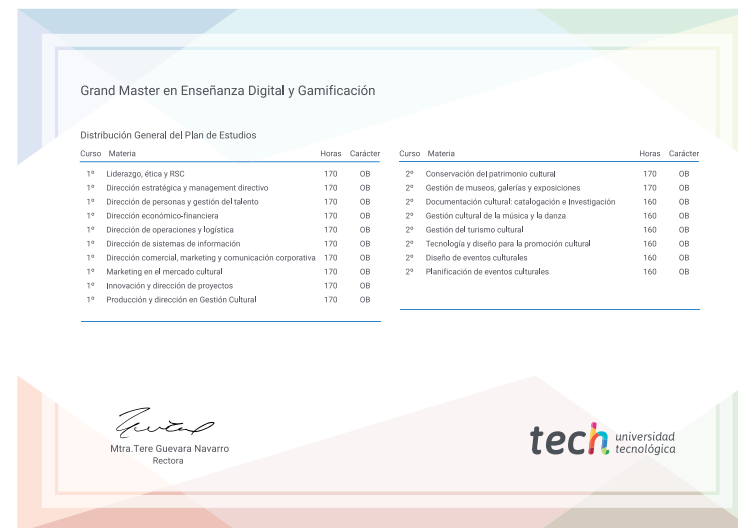 Grand Master en Enseñanza Digital y Gamificación
Distribución General del Plan de Estudios
Curso Materia Horas Carácter
1º Liderazgo, ética y RSC 170 OB
1º Dirección estratégica y management directivo 170 OB
1º Dirección de personas y gestión del talento 170 OB
1º Dirección económico-financiera 170 OB
1º Dirección de operaciones y logística 170 OB
1º Dirección de sistemas de información 170 OB
1º Dirección comercial, marketing y comunicación corporativa 170 OB
1º Marketing en el mercado cultural 170 OB
1º Innovación y dirección de proyectos 170 OB
1º Producción y dirección en Gestión Cultural 170 OB
Curso Materia Horas Carácter
2º Conservación del patrimonio cultural 170 OB
2º Gestión de museos, galerías y exposiciones 170 OB
2º Documentación cultural: catalogación e Investigación 160 OB
2º Gestión cultural de la música y la danza 160 OB
2º Gestión del turismo cultural 160 OB
2º Tecnología y diseño para la promoción cultural 160 OB
2º Diseño de eventos culturales 160 OB
2º Planificación de eventos culturales 160 OB
Mtra.Tere Guevara Navarro
Rectora
tech universidad
tecnológica